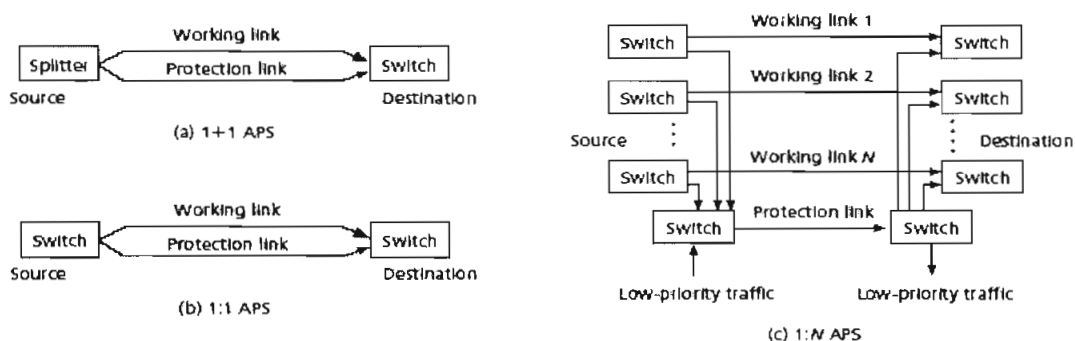 Working link
Splitter
Protection link
Switch
Source
Destination
(a) 1+1 APS
Working link
Switch
Protection link
Switch
Source
Destination
(b) 1:1 APS
Working link 1
Switch
Switch
Working link 2
Switch
Switch
Source
Destination
Working link N
Switch
Switch
Protection link
Switch
Switch
Low-priority traffic
Low-priority traffic
(c) 1:N APS